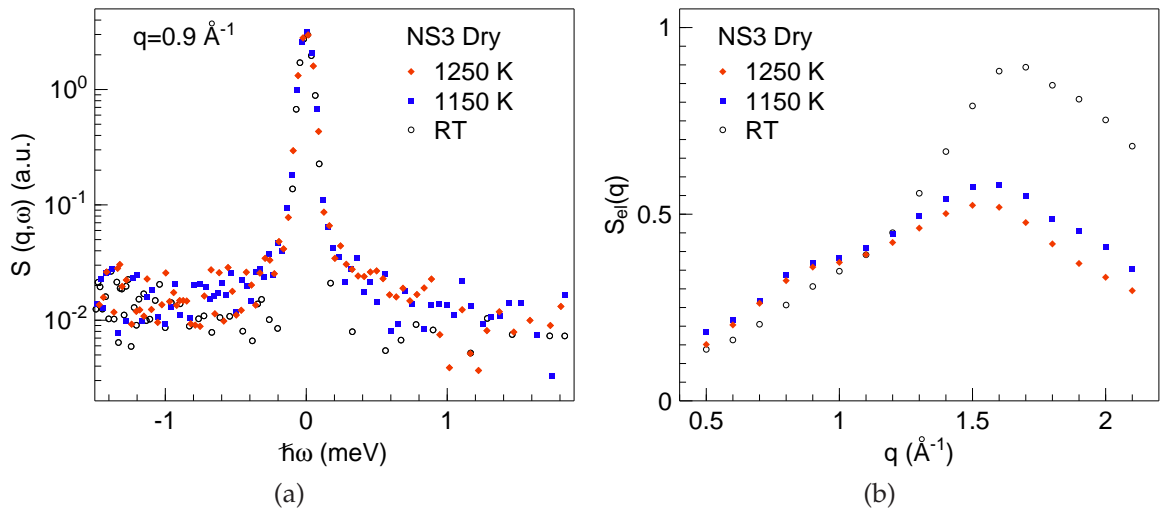 q=0.9 Å⁻¹
NS3 Dry
1250 K
1150 K
RT
10⁰
10⁻¹
10⁻²
S (q,ω) (a.u.)
-1 0 1
ħω (meV)
(a)
NS3 Dry
1250 K
1150 K
RT
1
0.5
0
Sₑₗ(q)
0.5 1 1.5 2
q (Å⁻¹)
(b)